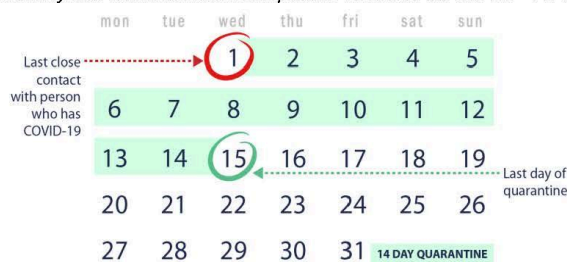 mon tue wed thu fri sat sun
Last close
contact
with person
who has
COVID-19
1 2 3 4 5
6 7 8 9 10 11 12
13 14 15 16 17 18 19
Last day of
quarantine
20 21 22 23 24 25 26
27 28 29 30 31 14 DAY QUARANTINE